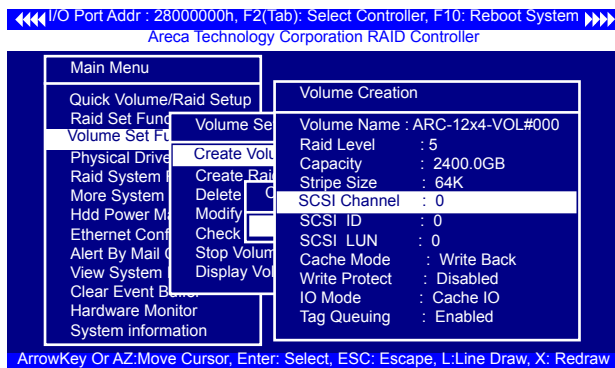 I/O Port Addr : 28000000h, F2(Tab): Select Controller, F10: Reboot System
Areca Technology Corporation RAID Controller
Main Menu
Quick Volume/Raid Setup
Raid Set Func
Volume Set Fu
Physical Drive
Raid System F
More System
Hdd Power Ma
Ethernet Conf
Alert By Mail C
View System
Clear Event Buffer
Hardware Monitor
System information
Volume Se
Create Volu
Create Raid
Delete
Modify
Check
Stop Volum
Display Vol
C
Volume Creation
Volume Name : ARC-12x4-VOL#000
Raid Level : 5
Capacity : 2400.0GB
Stripe Size : 64K
SCSI Channel : 0
SCSI ID : 0
SCSI LUN : 0
Cache Mode : Write Back
Write Protect : Disabled
IO Mode : Cache IO
Tag Queuing : Enabled
ArrowKey Or AZ:Move Cursor, Enter: Select, ESC: Escape, L:Line Draw, X: Redraw